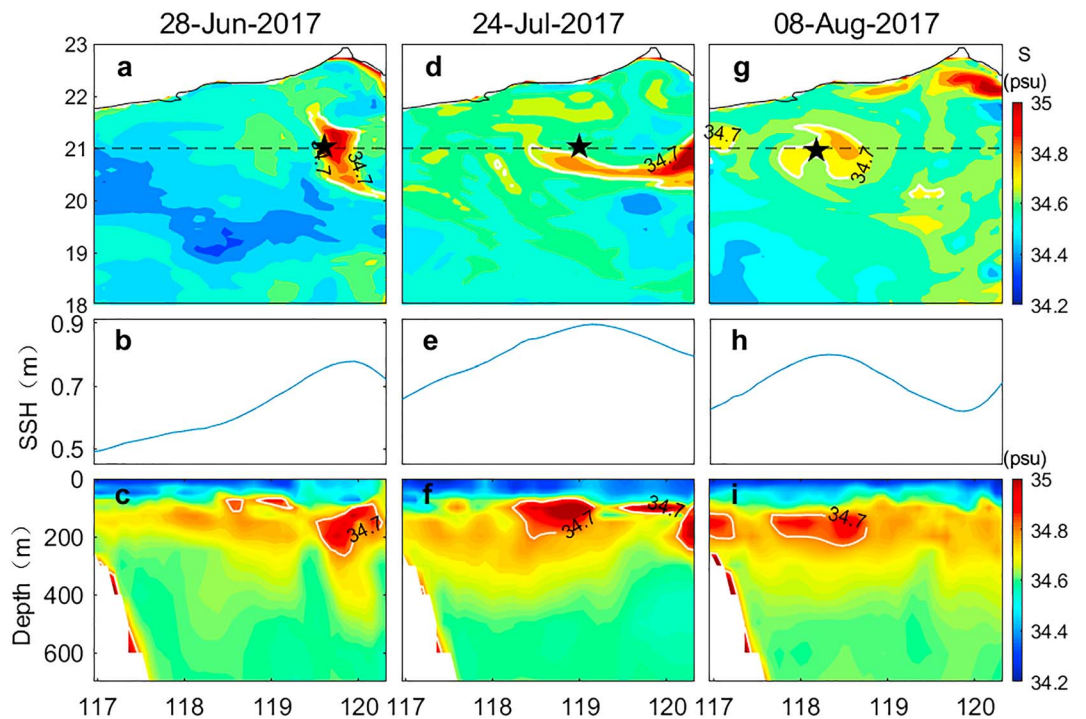 28-Jun-2017 24-Jul-2017 08-Aug-2017
23
22
21
20
19
18
a
34.7
34.7
d
34.7
g
34.7
34.7
S
(psu)
35
34.8
34.6
34.4
34.2
SSH（m）
0.9
0.7
0.5
b
e
h
Depth（m）
0
200
400
600
c
34.7
f
34.7
34.7
i
34.7
(psu)
35
34.8
34.6
34.4
34.2
117 118 119 120
117 118 119 120
117 118 119 120